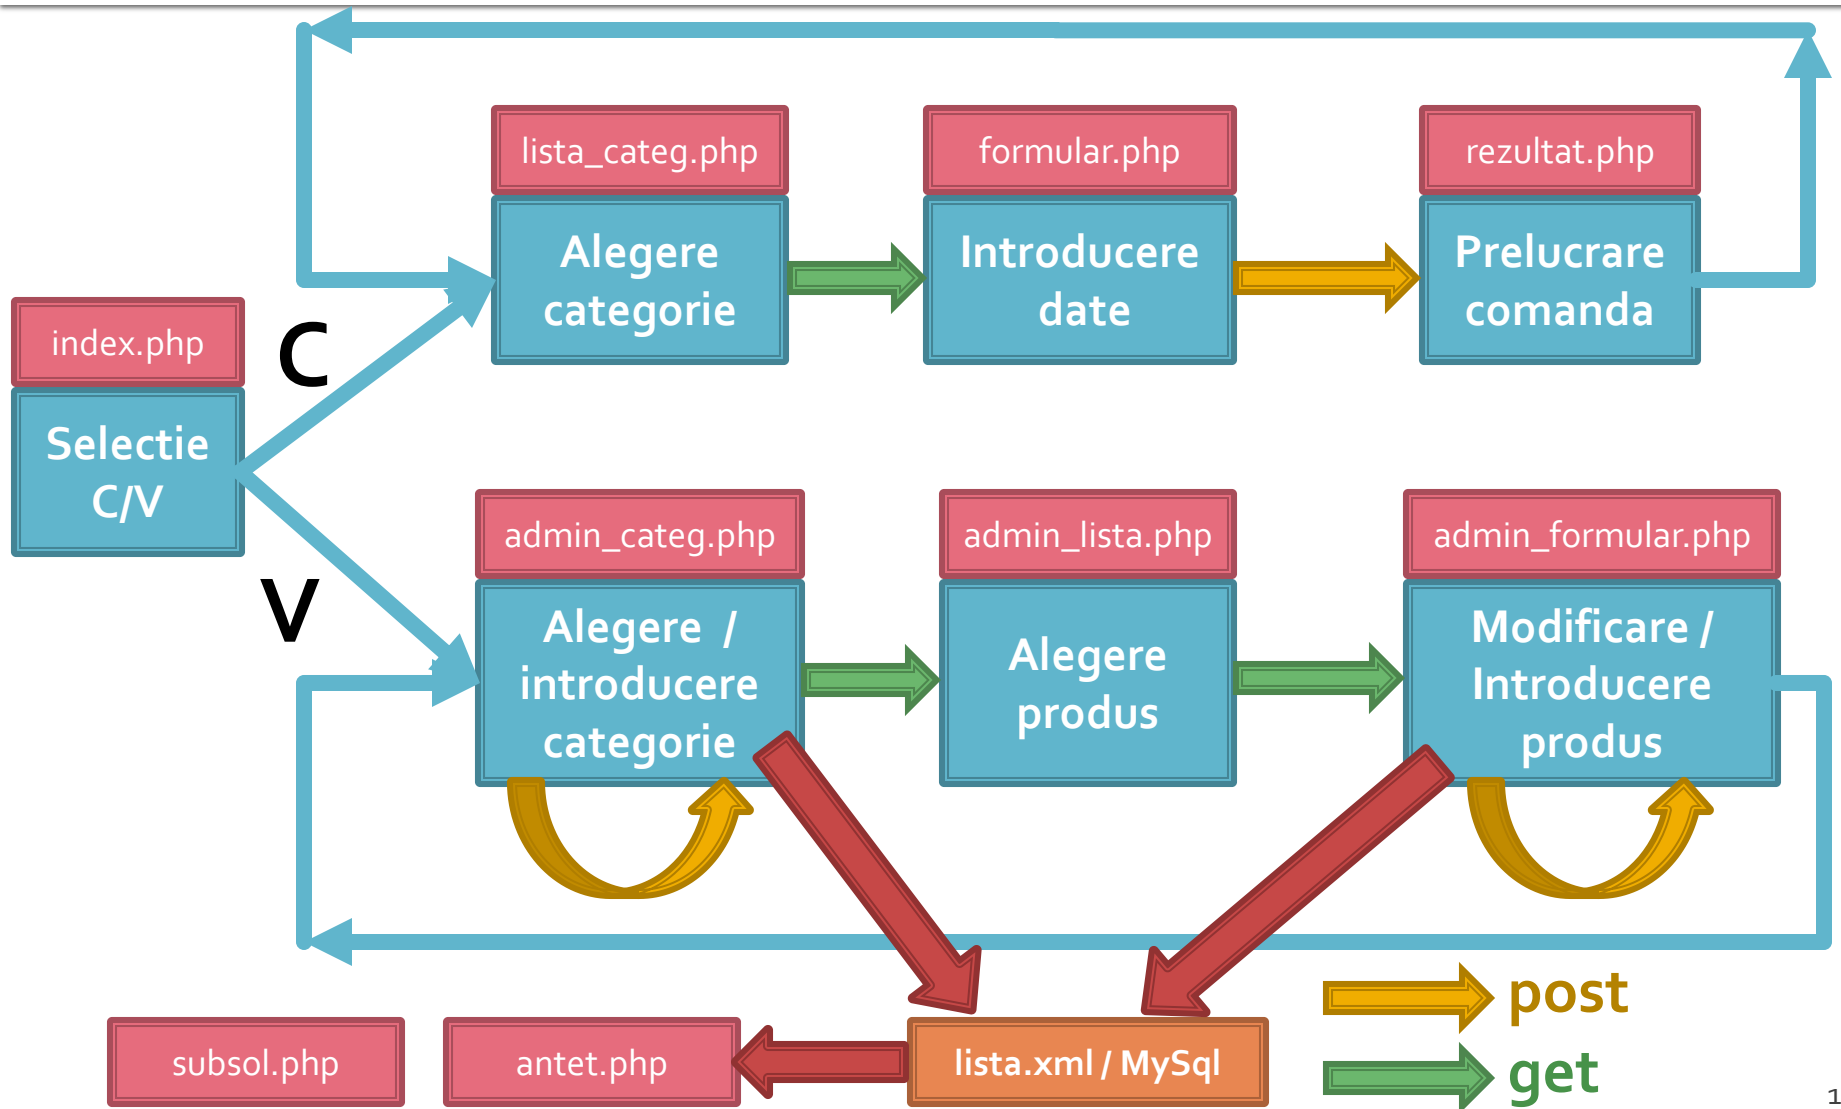 lista_categ.php
formular.php
rezultat.php
Alegere
categorie
Introducere
date
Prelucrare
comanda
index.php
C
Selectie
C/V
V
admin_categ.php
admin_lista.php
admin_formular.php
Alegere /
introducere
categorie
Alegere
produs
Modificare /
Introducere
produs
post
subsol.php
antet.php
lista.xml / MySql
get
1